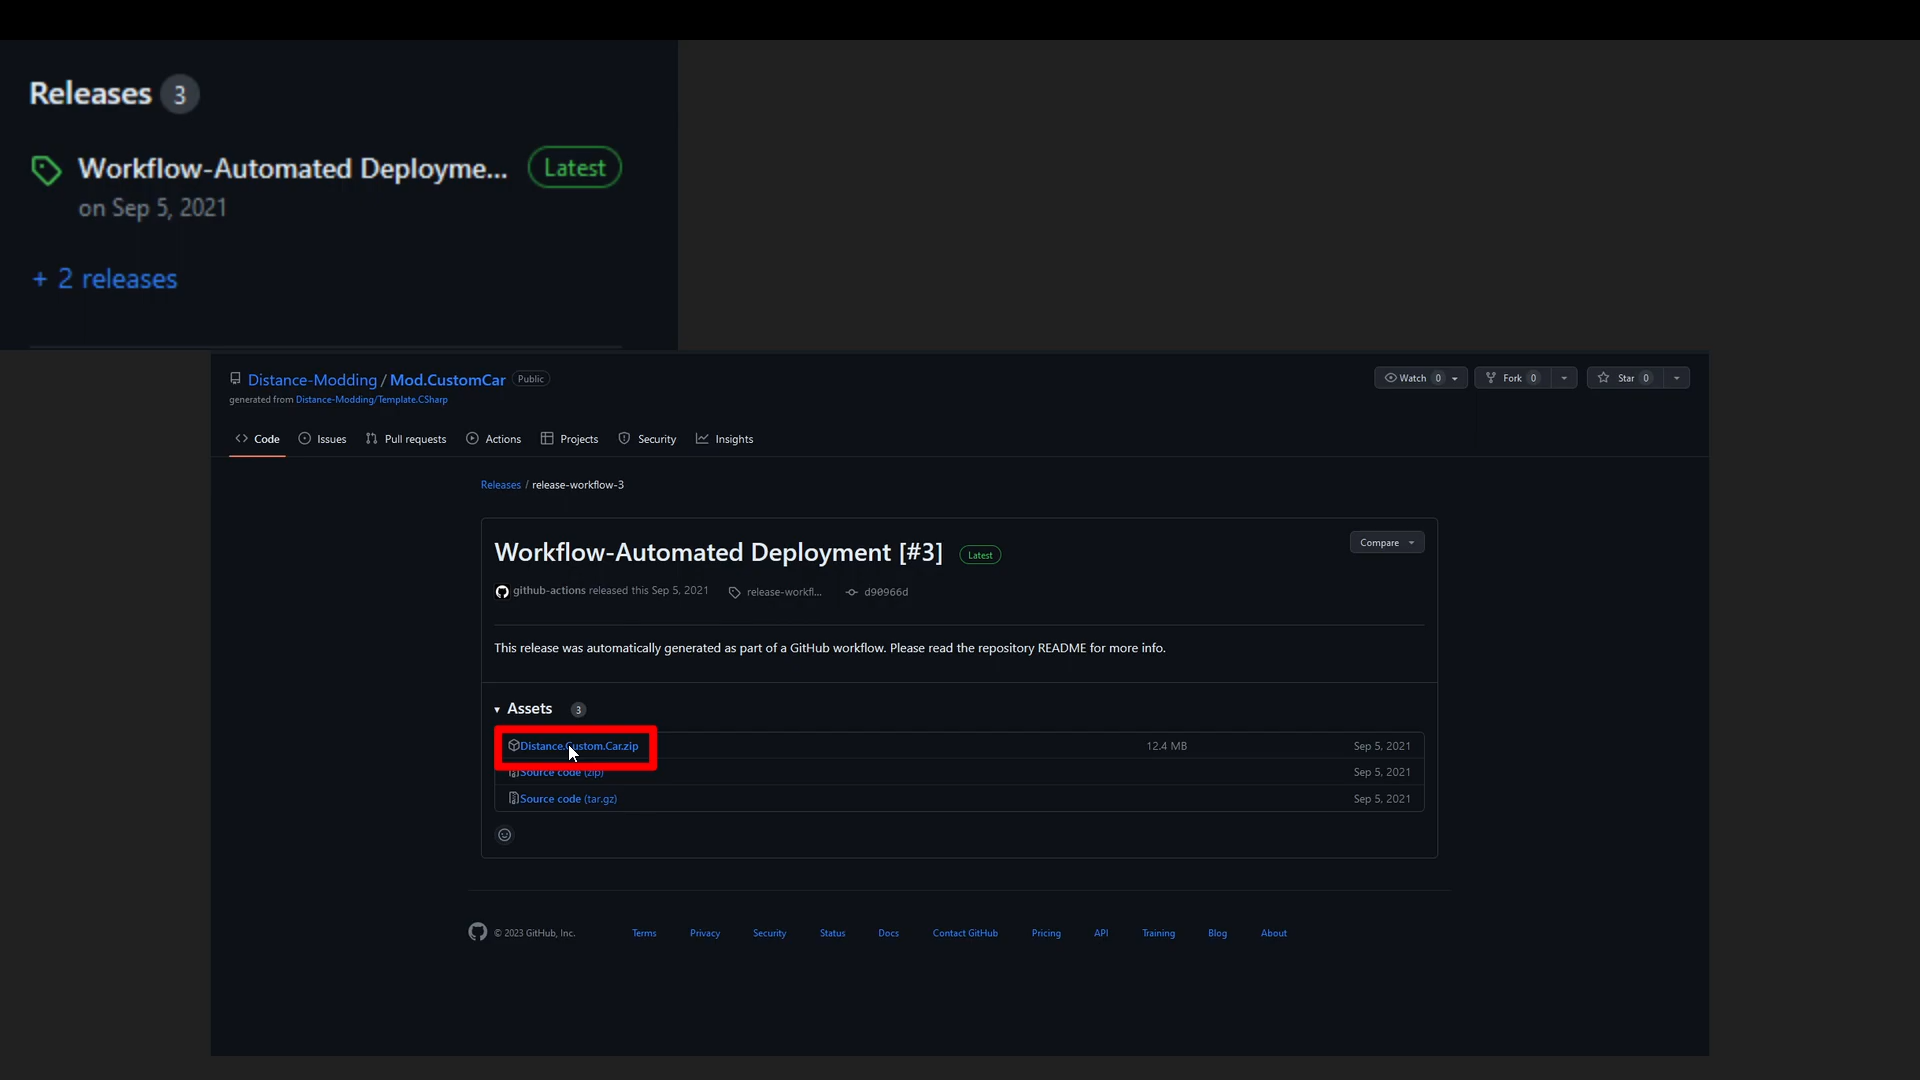 Releases 3
Workflow-Automated Deployme... Latest
on Sep 5, 2021
+ 2 releases
Distance-Modding / Mod.CustomCar Public
Watch 0 Fork 0 Star 0
generated from Distance-Modding/Template.CSharp
Code Issues Pull requests Actions Projects Security Insights
Releases / release-workflow-3
Workflow-Automated Deployment [#3] Latest
Compare
github-actions released this Sep 5, 2021 release-workfl... d90966d
This release was automatically generated as part of a GitHub workflow. Please read the repository README for more info.
Assets 3
Distance.Custom.Car.zip 12.4 MB Sep 5, 2021
Source code (zip) Sep 5, 2021
Source code (tar.gz) Sep 5, 2021
© 2023 GitHub, Inc. Terms Privacy Security Status Docs Contact GitHub Pricing API Training Blog About